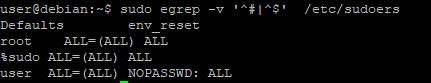 user@debian:~$ sudo egrep -v '^#|^$'  /etc/sudoers
Defaults        env_reset
root    ALL=(ALL) ALL
%sudo ALL=(ALL) ALL
user  ALL=(ALL) NOPASSWD: ALL